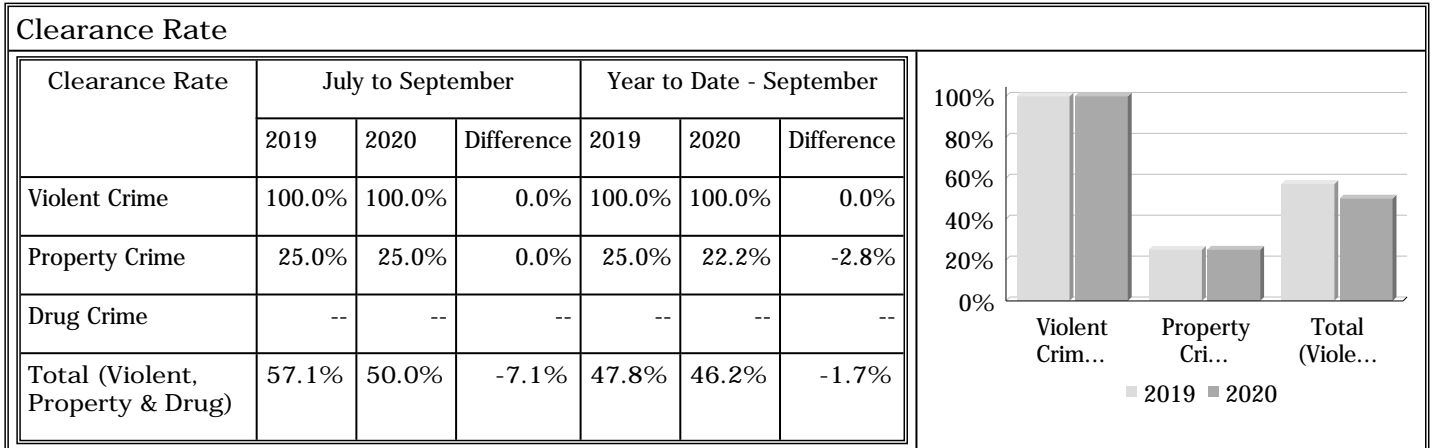 Clearance Rate
Clearance Rate July to September Year to Date - September
2019 2020 Difference 2019 2020 Difference
Violent Crime 100.0% 100.0% 0.0% 100.0% 100.0% 0.0%
Property Crime 25.0% 25.0% 0.0% 25.0% 22.2% -2.8%
Drug Crime -- -- -- -- -- --
Total (Violent, 57.1% 50.0% -7.1% 47.8% 46.2% -1.7%
Property & Drug)
100%
80%
60%
40%
20%
0%
Violent Property Total
Crim... Cri... (Viole...
2019 2020